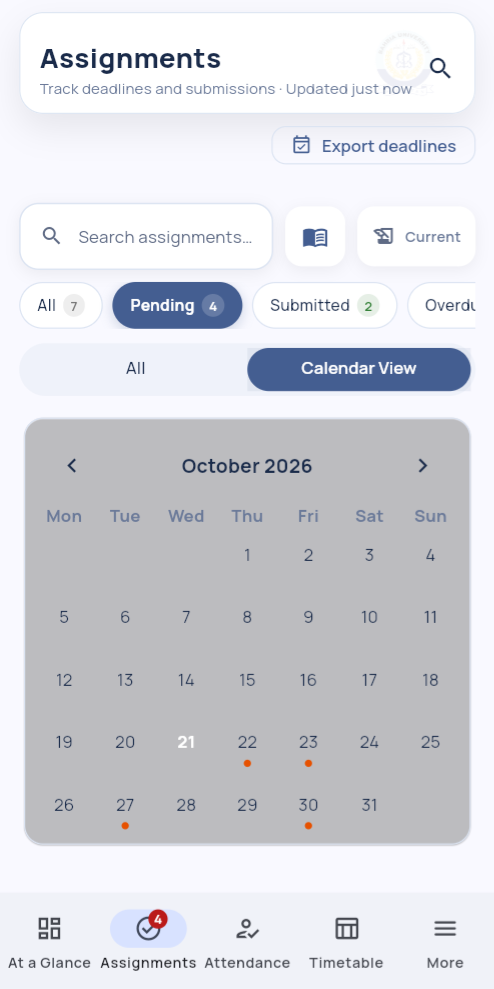 Assignments
Track deadlines and submissions · Updated just now
Export deadlines
Search assignments…
Current
All 7
Pending 4
Submitted 2
Overdu
All
Calendar View
October 2026
Mon Tue Wed Thu Fri Sat Sun
1 2 3 4
5 6 7 8 9 10 11
12 13 14 15 16 17 18
19 20 21 22 23 24 25
26 27 28 29 30 31
4
At a Glance Assignments Attendance Timetable More